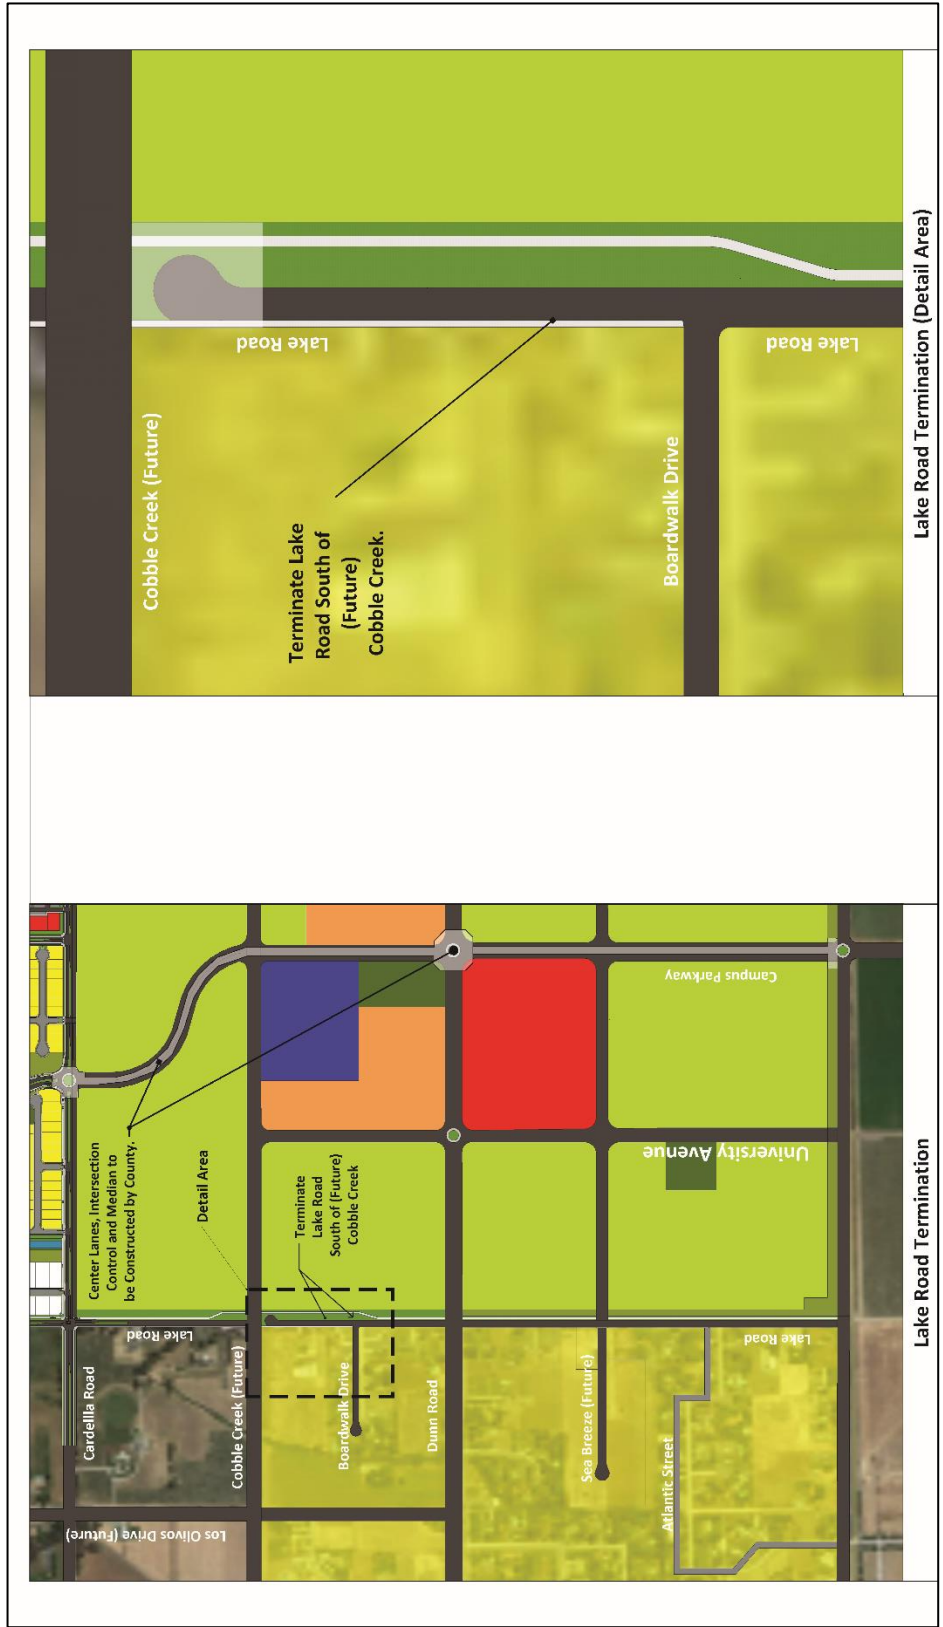 Lake Road Termination
Center Lanes, Intersection
Control and Median to
be Constructed by County.
Detail Area
Terminate
Lake Road
South of (Future)
Cobble Creek
Cardellla Road
Lake Road
Los Olivos Drive (Future)
Cobble Creek (Future)
Boardwalk Drive
Dunn Road
Sea Breeze (Future)
Atlantic Street
Lake Road
University Avenue
Campus Parkway
Lake Road Termination (Detail Area)
Cobble Creek (Future)
Lake Road
Terminate Lake
Road South of
(Future)
Cobble Creek.
Boardwalk Drive
Lake Road